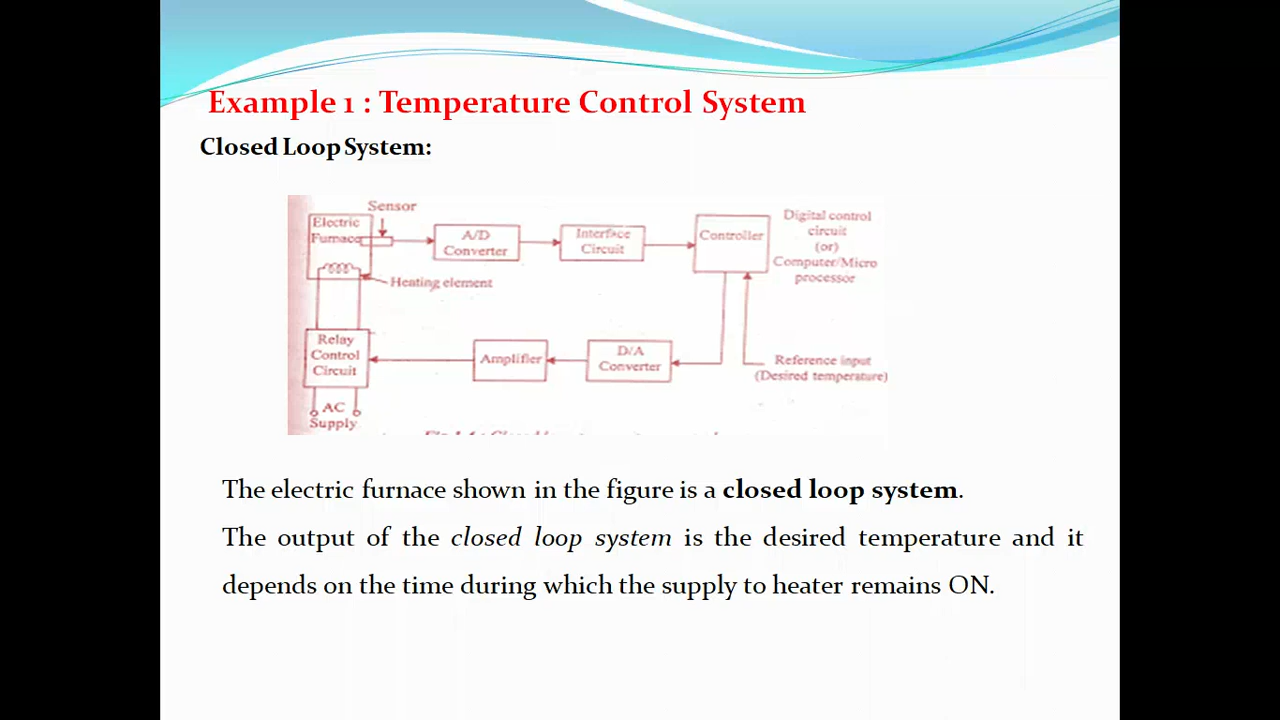 Example 1 : Temperature Control System
Closed Loop System:
Sensor
Electric
Furnace
A/D
Converter
Interface
Circuit
Controller
Digital control
circuit
(or)
Computer/Micro
processor
Heating element
Relay
Control
Circuit
Amplifier
D/A
Converter
Reference input
(Desired temperature)
AC
Supply
The electric furnace shown in the figure is a closed loop system.
The output of the closed loop system is the desired temperature and it
depends on the time during which the supply to heater remains ON.